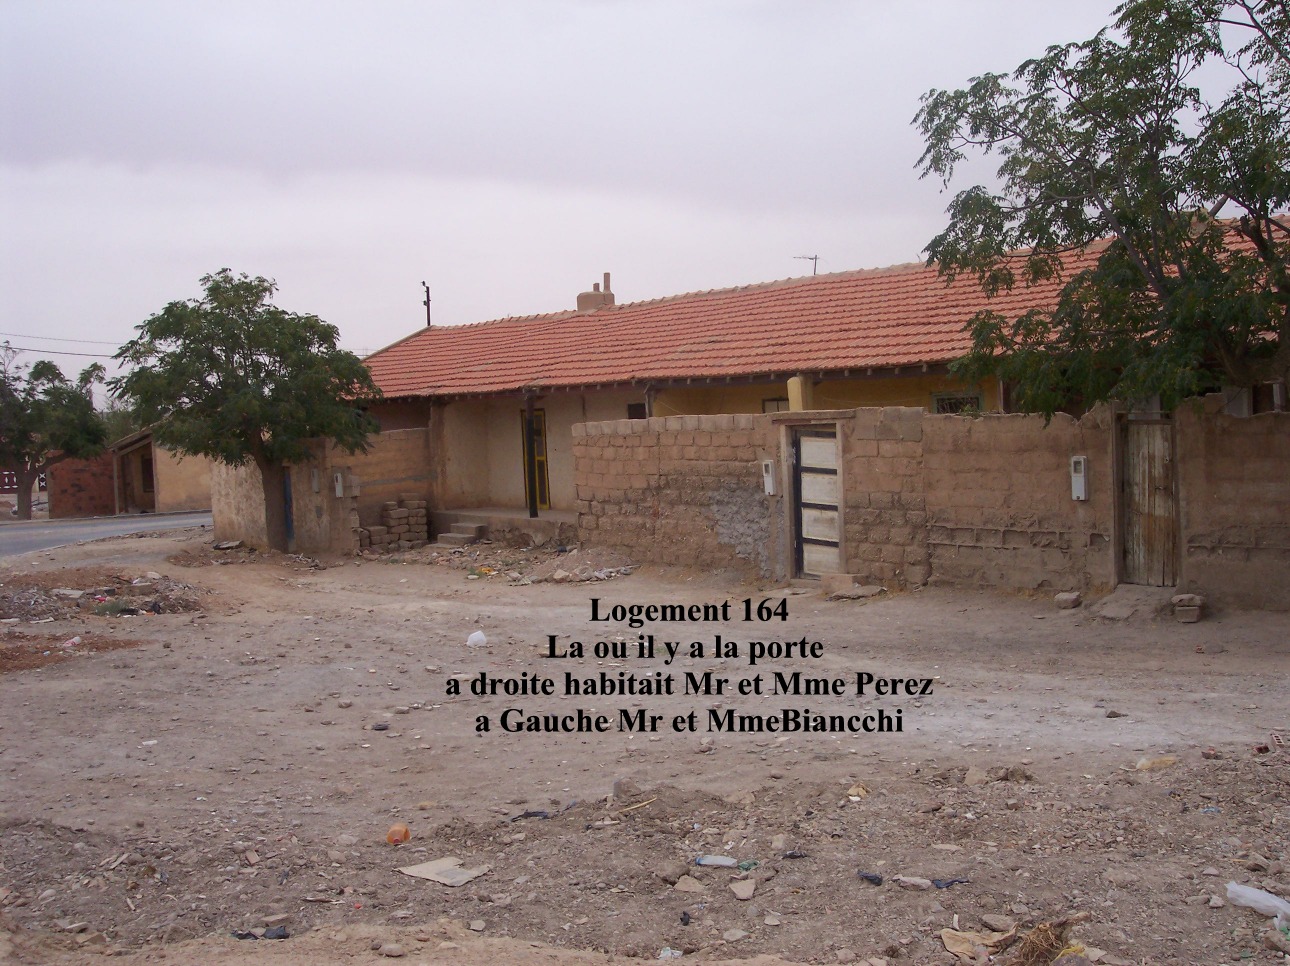 Logement 164
La ou il y a la porte
a droite habitait Mr et Mme Perez
a Gauche Mr et MmeBiancchi